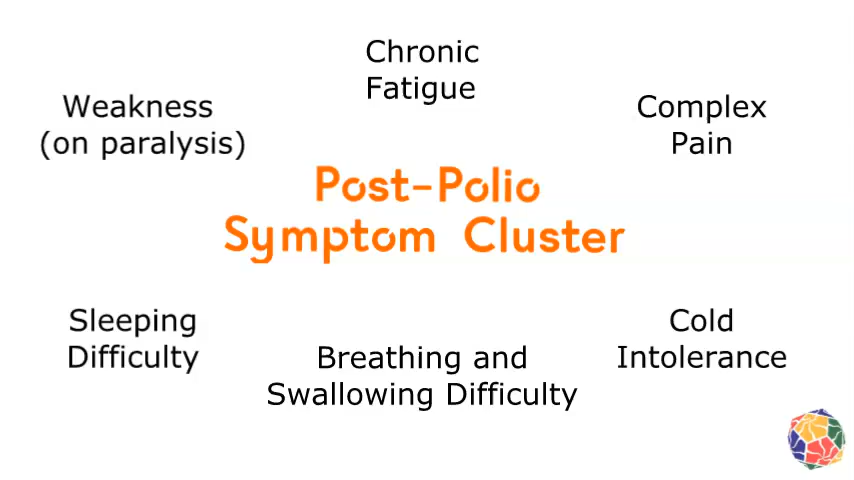 Chronic
Fatigue
Weakness
(on paralysis)
Complex
Pain
Post-Polio
Symptom Cluster
Sleeping
Difficulty
Breathing and
Swallowing Difficulty
Cold
Intolerance